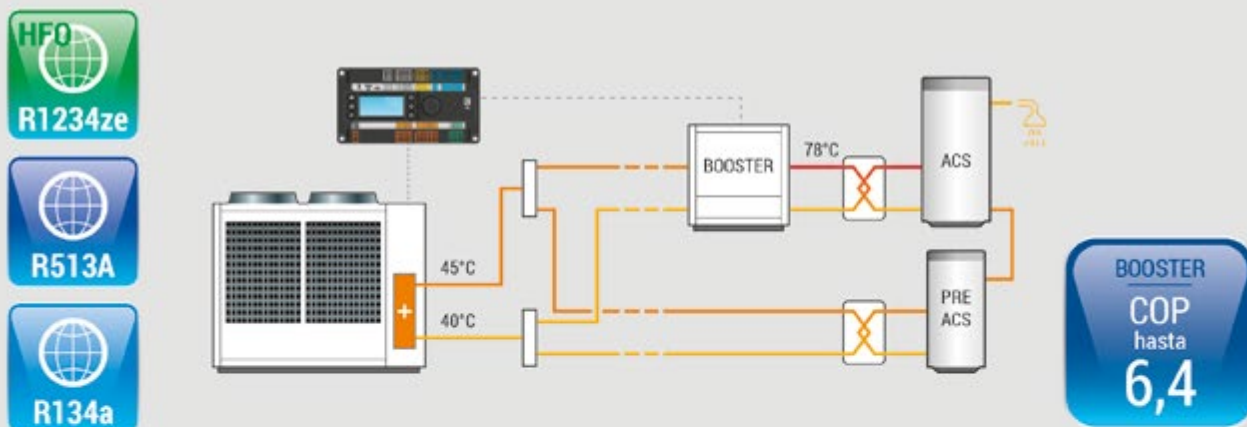 HFO
R1234ze
R513A
R134a
45°C
40°C
BOOSTER
78°C
ACS
PRE
ACS
BOOSTER
COP
hasta
6,4